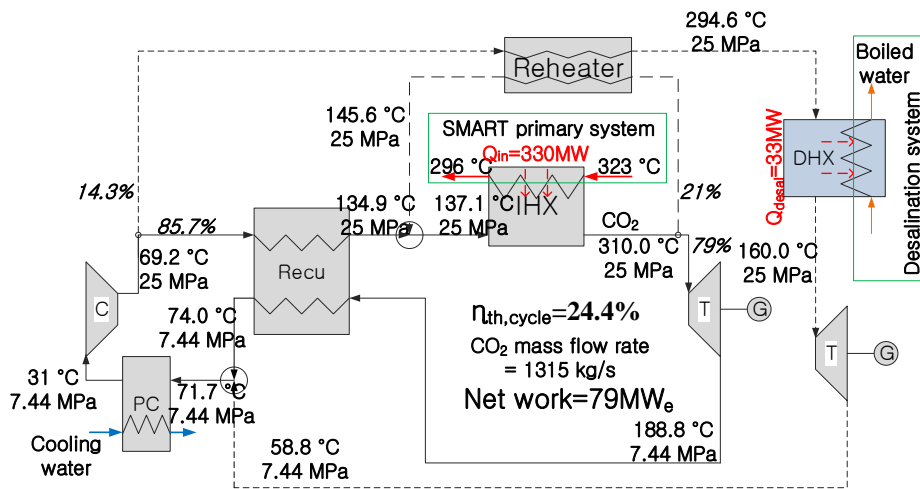 294.6 °C
25 MPa
Reheater
Boiled
water
Desalination system
145.6 °C
25 MPa
SMART primary system
Qin=330MW
296 °C
323 °C
Qdesal=33MW
DHX
14.3%
85.7%
134.9 °C
25 MPa
137.1 °C
25 MPa
IHX
CO₂
21%
79%
310.0 °C
25 MPa
160.0 °C
25 MPa
69.2 °C
25 MPa
Recu
C
T
G
T
G
74.0 °C
7.44 MPa
ηth,cycle=24.4%
CO₂ mass flow rate
= 1315 kg/s
Net work=79MWe
31 °C
7.44 MPa
PC
71.7 °C
7.44 MPa
Cooling
water
58.8 °C
7.44 MPa
188.8 °C
7.44 MPa